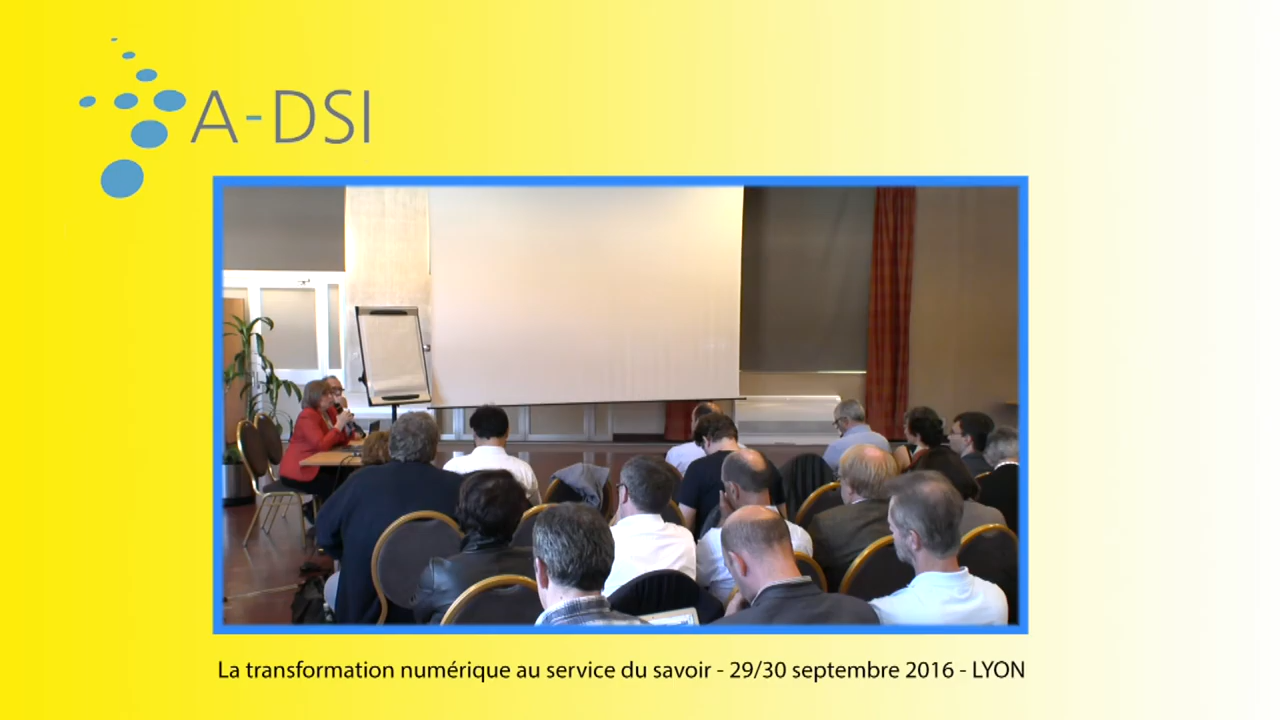 A-DSI
La transformation numérique au service du savoir - 29/30 septembre 2016 - LYON